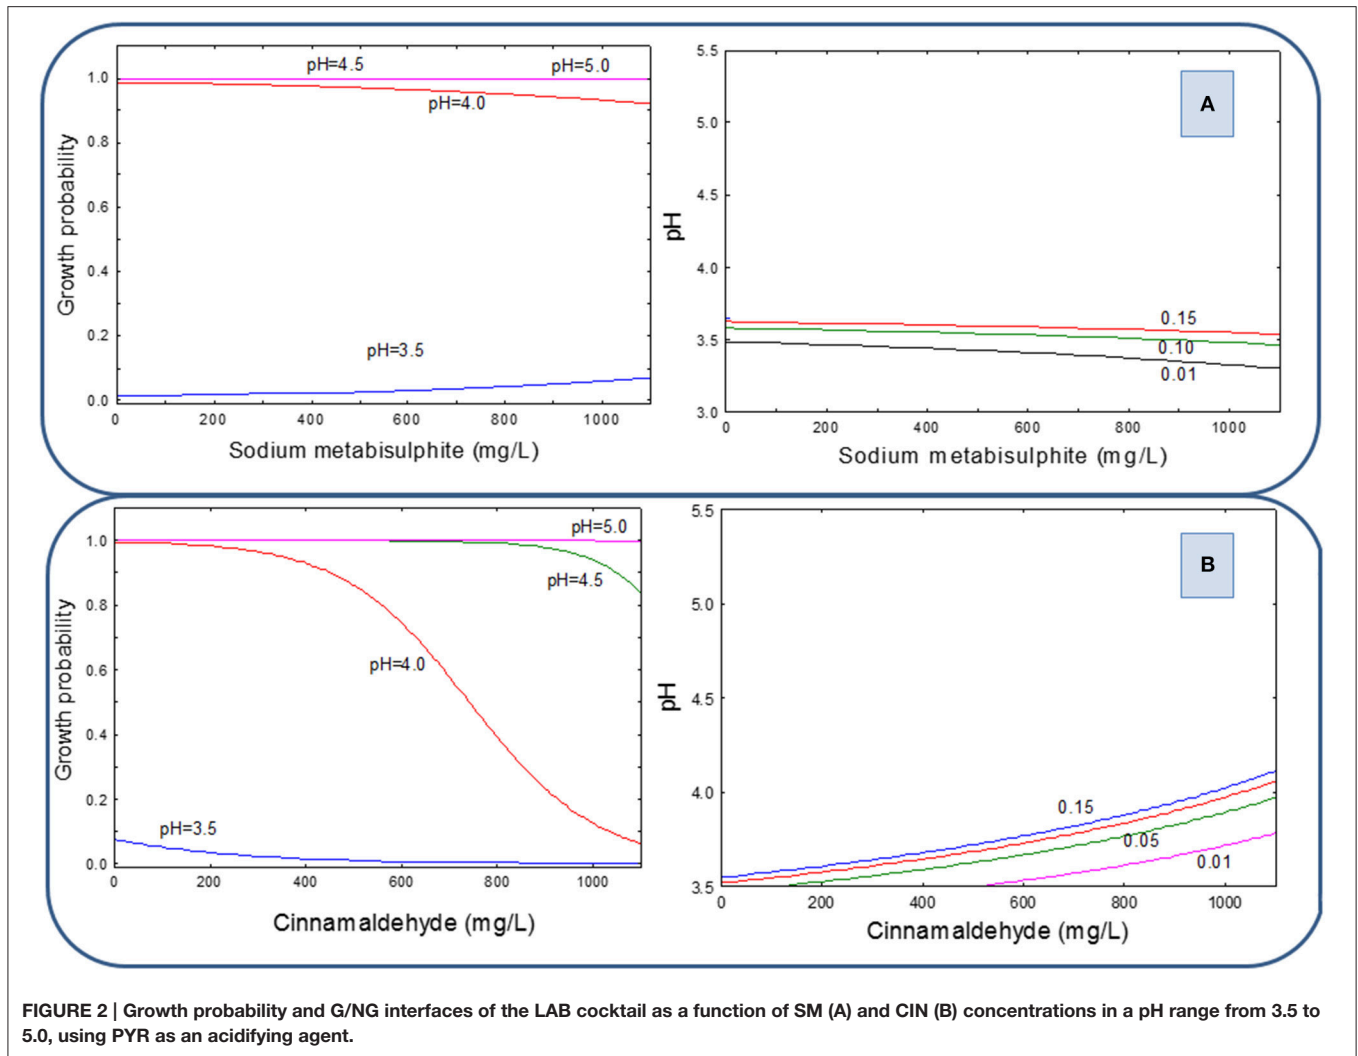 pH=4.5
pH=5.0
1.0
pH=4.0
0.8
0.6
0.4
pH=3.5
0.2
0.0
Growth probability
0 200 400 600 800 1000
Sodium metabisulphite (mg/L)
5.5
A
5.0
4.5
pH
4.0
0.15
3.5
0.10
0.01
3.0
0 200 400 600 800 1000
Sodium metabisulphite (mg/L)
pH=5.0
1.0
pH=4.5
0.8
pH=4.0
0.6
0.4
0.2
pH=3.5
0.0
Growth probability
0 200 400 600 800 1000
Cinnamaldehyde (mg/L)
5.5
B
5.0
4.5
pH
4.0
0.15
0.05
0.01
3.5
0 200 400 600 800 1000
Cinnamaldehyde (mg/L)
FIGURE 2 | Growth probability and G/NG interfaces of the LAB cocktail as a function of SM (A) and CIN (B) concentrations in a pH range from 3.5 to
5.0, using PYR as an acidifying agent.